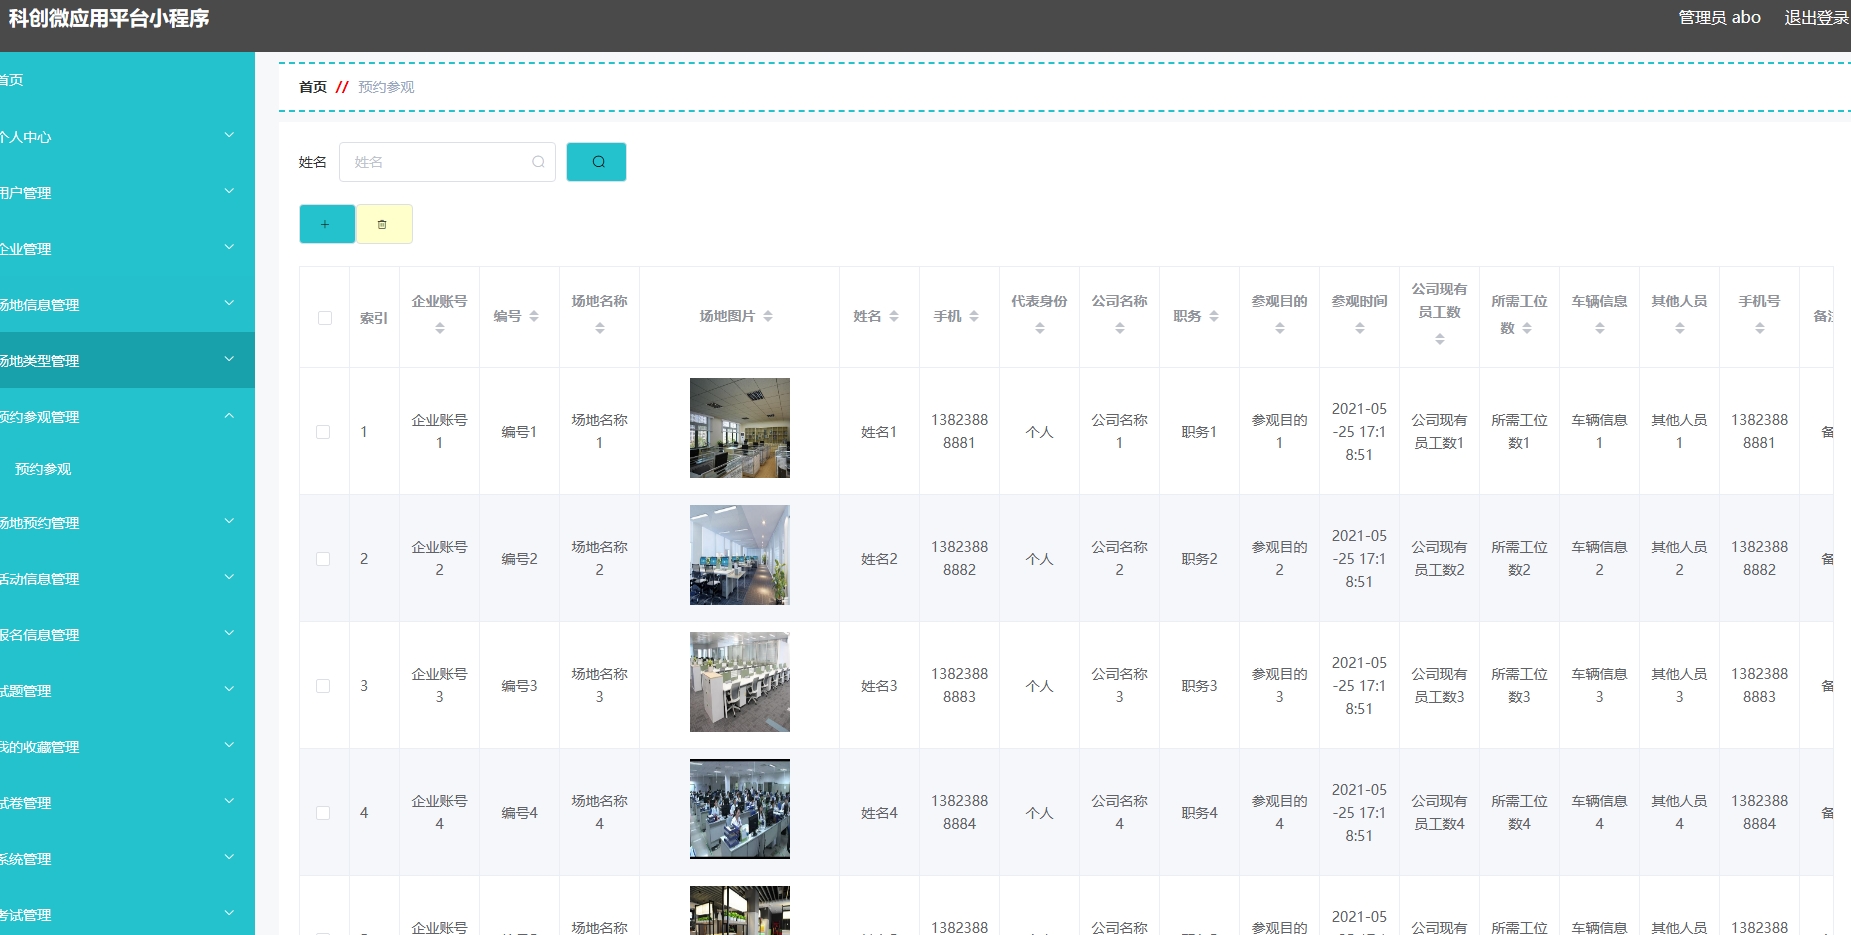 科创微应用平台小程序
管理员 abo 退出登录
首页
个人中心
用户管理
企业管理
场地信息管理
场地类型管理
预约参观管理
预约参观
场地预约管理
活动信息管理
报名信息管理
试题管理
我的收藏管理
试卷管理
系统管理
考试管理
首页 // 预约参观
姓名 姓名
索引 企业账号 编号 场地名称 场地图片 姓名 手机 代表身份 公司名称 职务 参观目的 参观时间 公司现有员工数 所需工位数 车辆信息 其他人员 手机号 备注
1 企业账号1 编号1 场地名称1 姓名1 13823888881 个人 公司名称1 职务1 参观目的1 2021-05-25 17:18:51 公司现有员工数1 所需工位数1 车辆信息1 其他人员1 13823888881 备
2 企业账号2 编号2 场地名称2 姓名2 13823888882 个人 公司名称2 职务2 参观目的2 2021-05-25 17:18:51 公司现有员工数2 所需工位数2 车辆信息2 其他人员2 13823888882 备
3 企业账号3 编号3 场地名称3 姓名3 13823888883 个人 公司名称3 职务3 参观目的3 2021-05-25 17:18:51 公司现有员工数3 所需工位数3 车辆信息3 其他人员3 13823888883 备
4 企业账号4 编号4 场地名称4 姓名4 13823888884 个人 公司名称4 职务4 参观目的4 2021-05-25 17:18:51 公司现有员工数4 所需工位数4 车辆信息4 其他人员4 13823888884 备
企业账号 场地名称 1382388 公司名称 参观目的 2021-05 公司现有 所需工位 车辆信息 其他人员 1382388